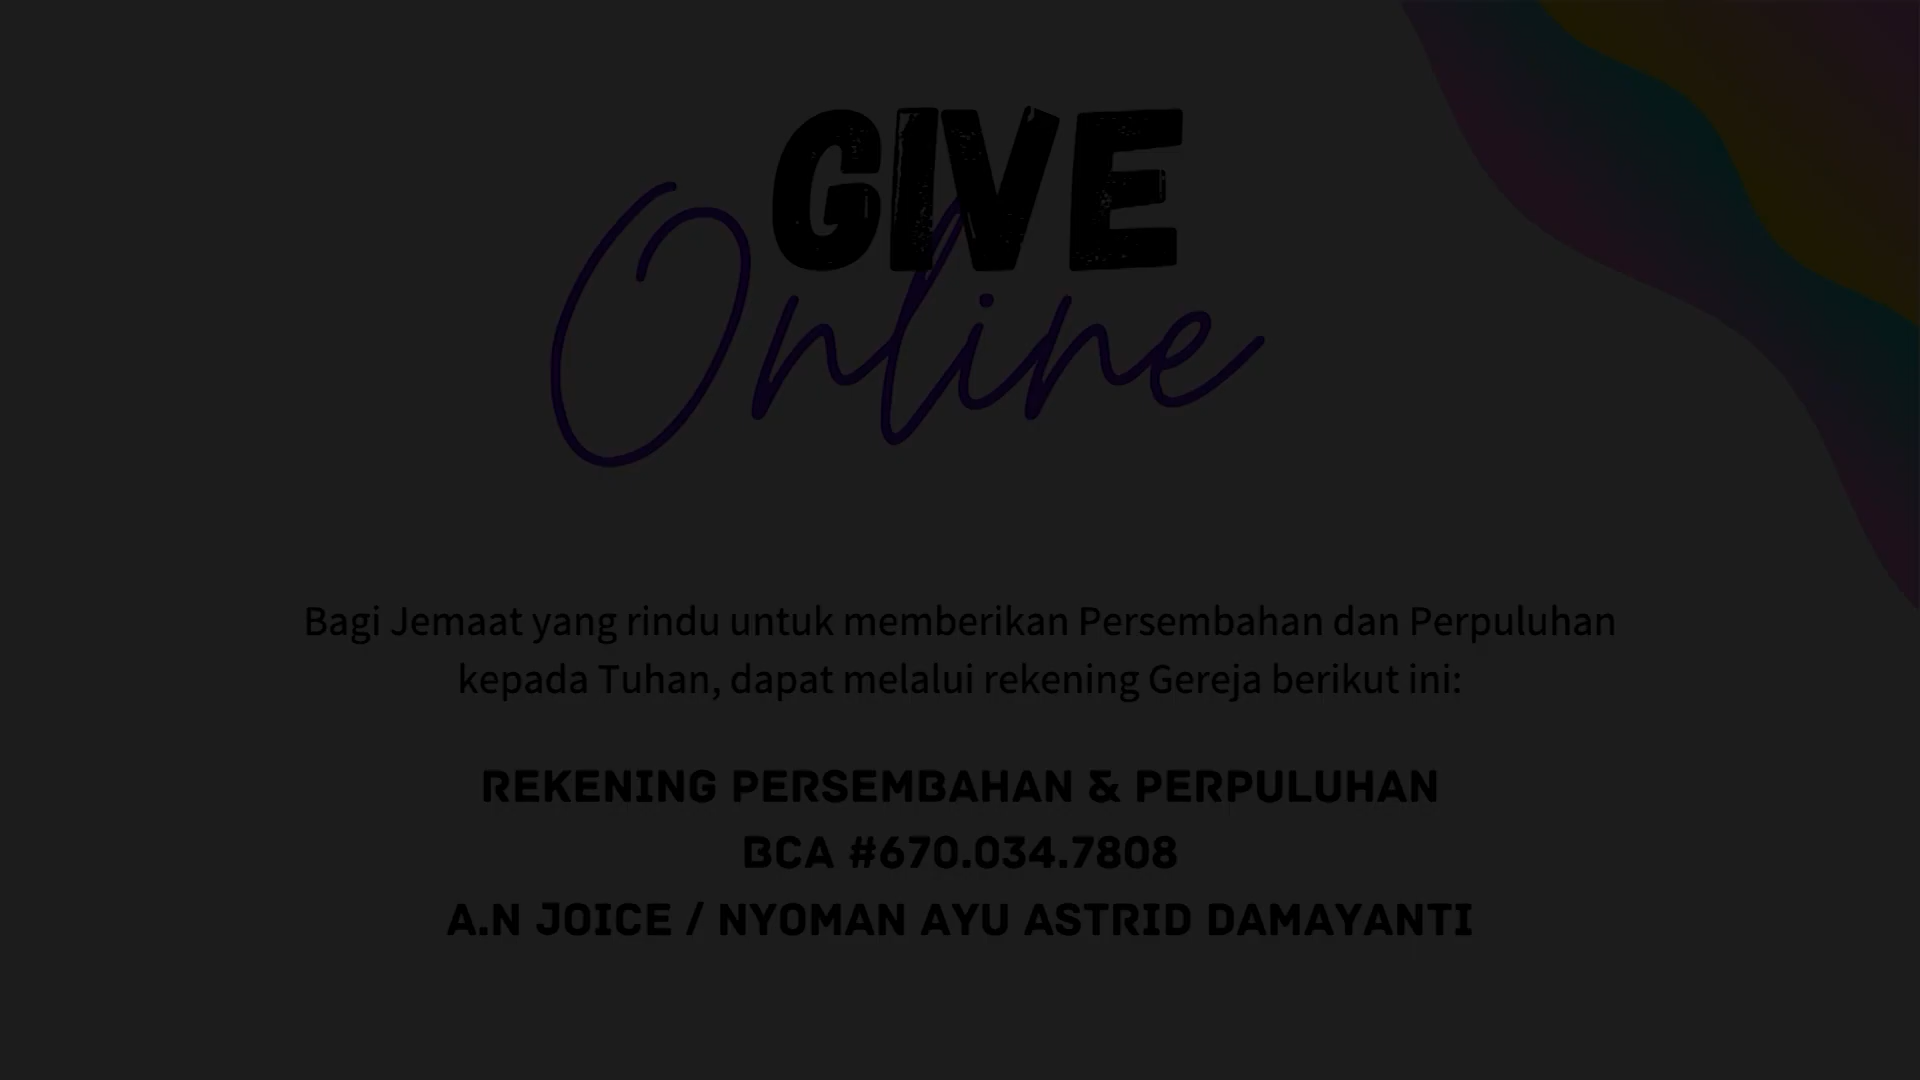 GIVE
Online
Bagi Jemaat yang rindu untuk memberikan Persembahan dan Perpuluhan
kepada Tuhan, dapat melalui rekening Gereja berikut ini:
REKENING PERSEMBAHAN & PERPULUHAN
BCA #670.034.7808
A.N JOICE / NYOMAN AYU ASTRID DAMAYANTI